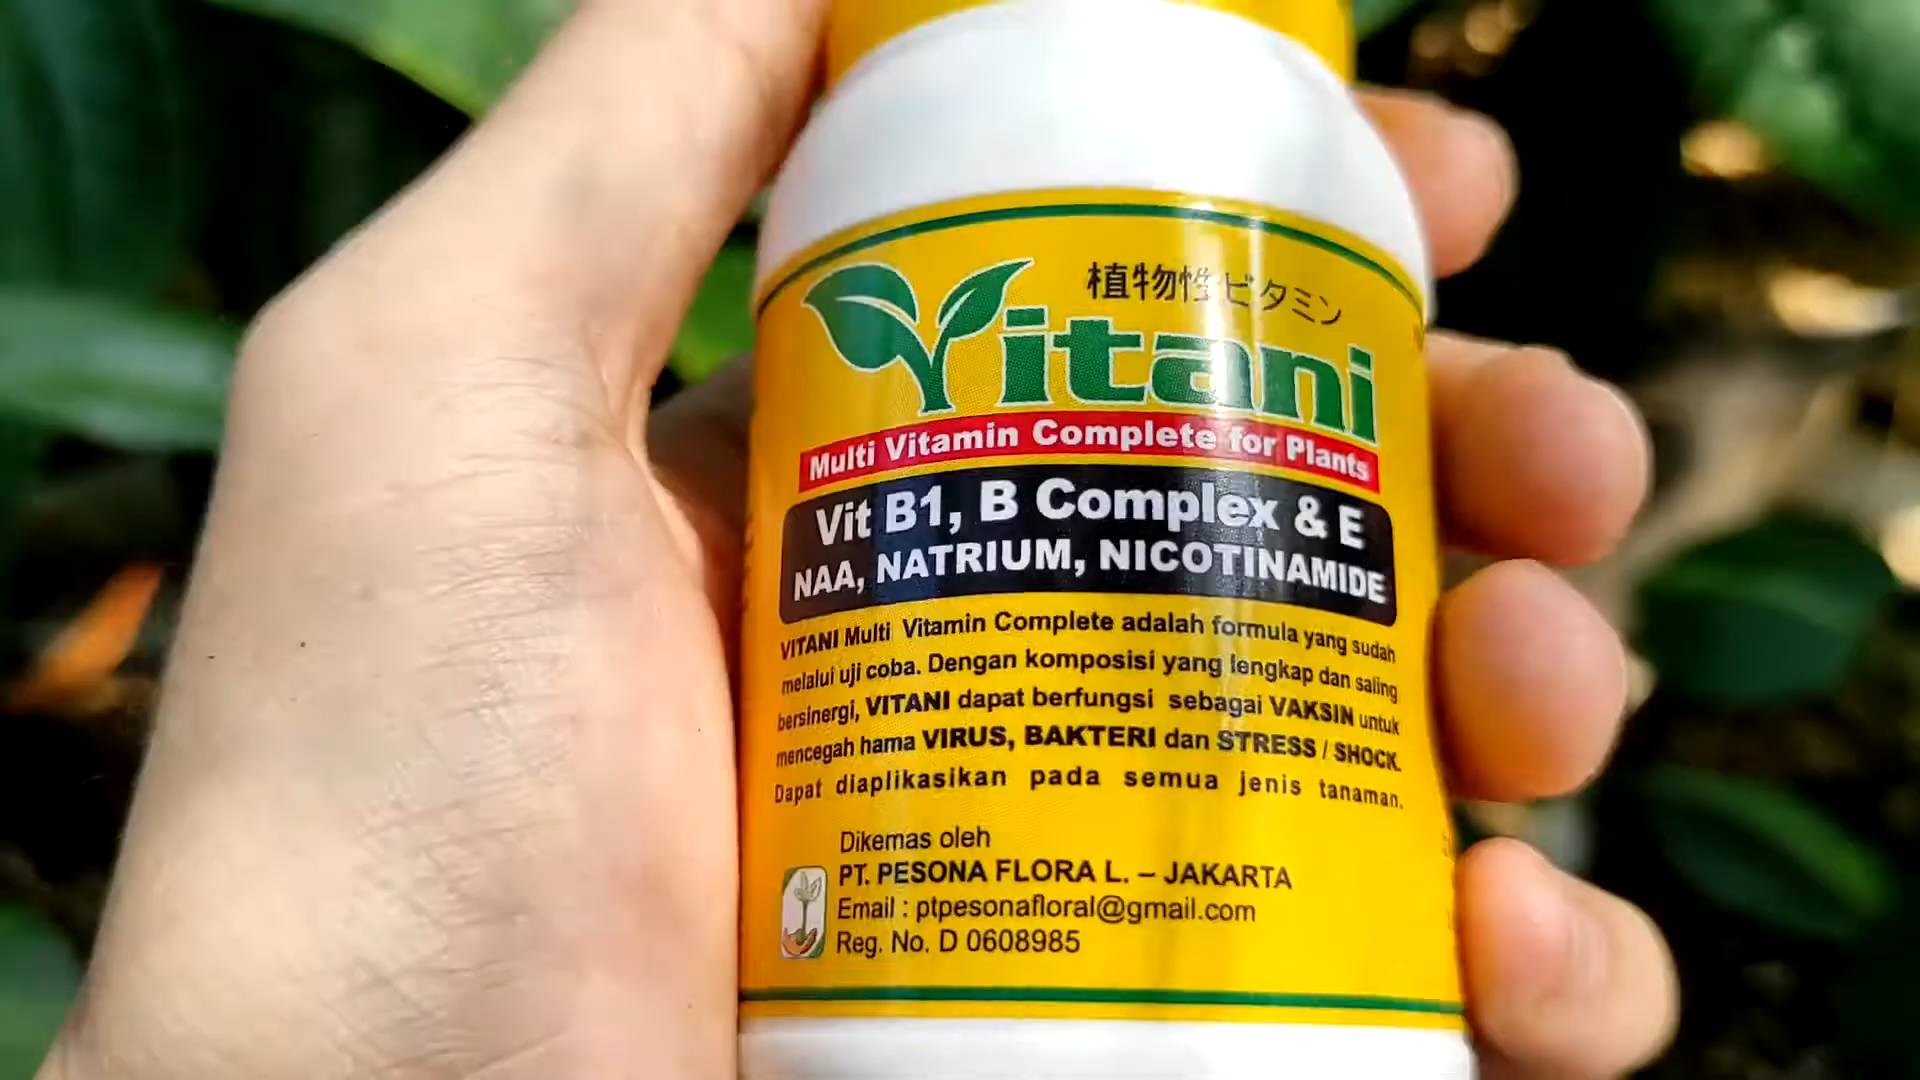 植物性ビタミン
Vitani
Multi Vitamin Complete for Plants
Vit B1, B Complex & E
NAA, NATRIUM, NICOTINAMIDE
VITANI Multi Vitamin Complete adalah formula yang sudah
melalui uji coba. Dengan komposisi yang lengkap dan saling
bersinergi, VITANI dapat berfungsi sebagai VAKSIN untuk
mencegah hama VIRUS, BAKTERI dan STRESS / SHOCK.
Dapat diaplikasikan pada semua jenis tanaman.
Dikemas oleh
PT. PESONA FLORA L. – JAKARTA
Email : ptpesonafloral@gmail.com
Reg. No. D 0608985